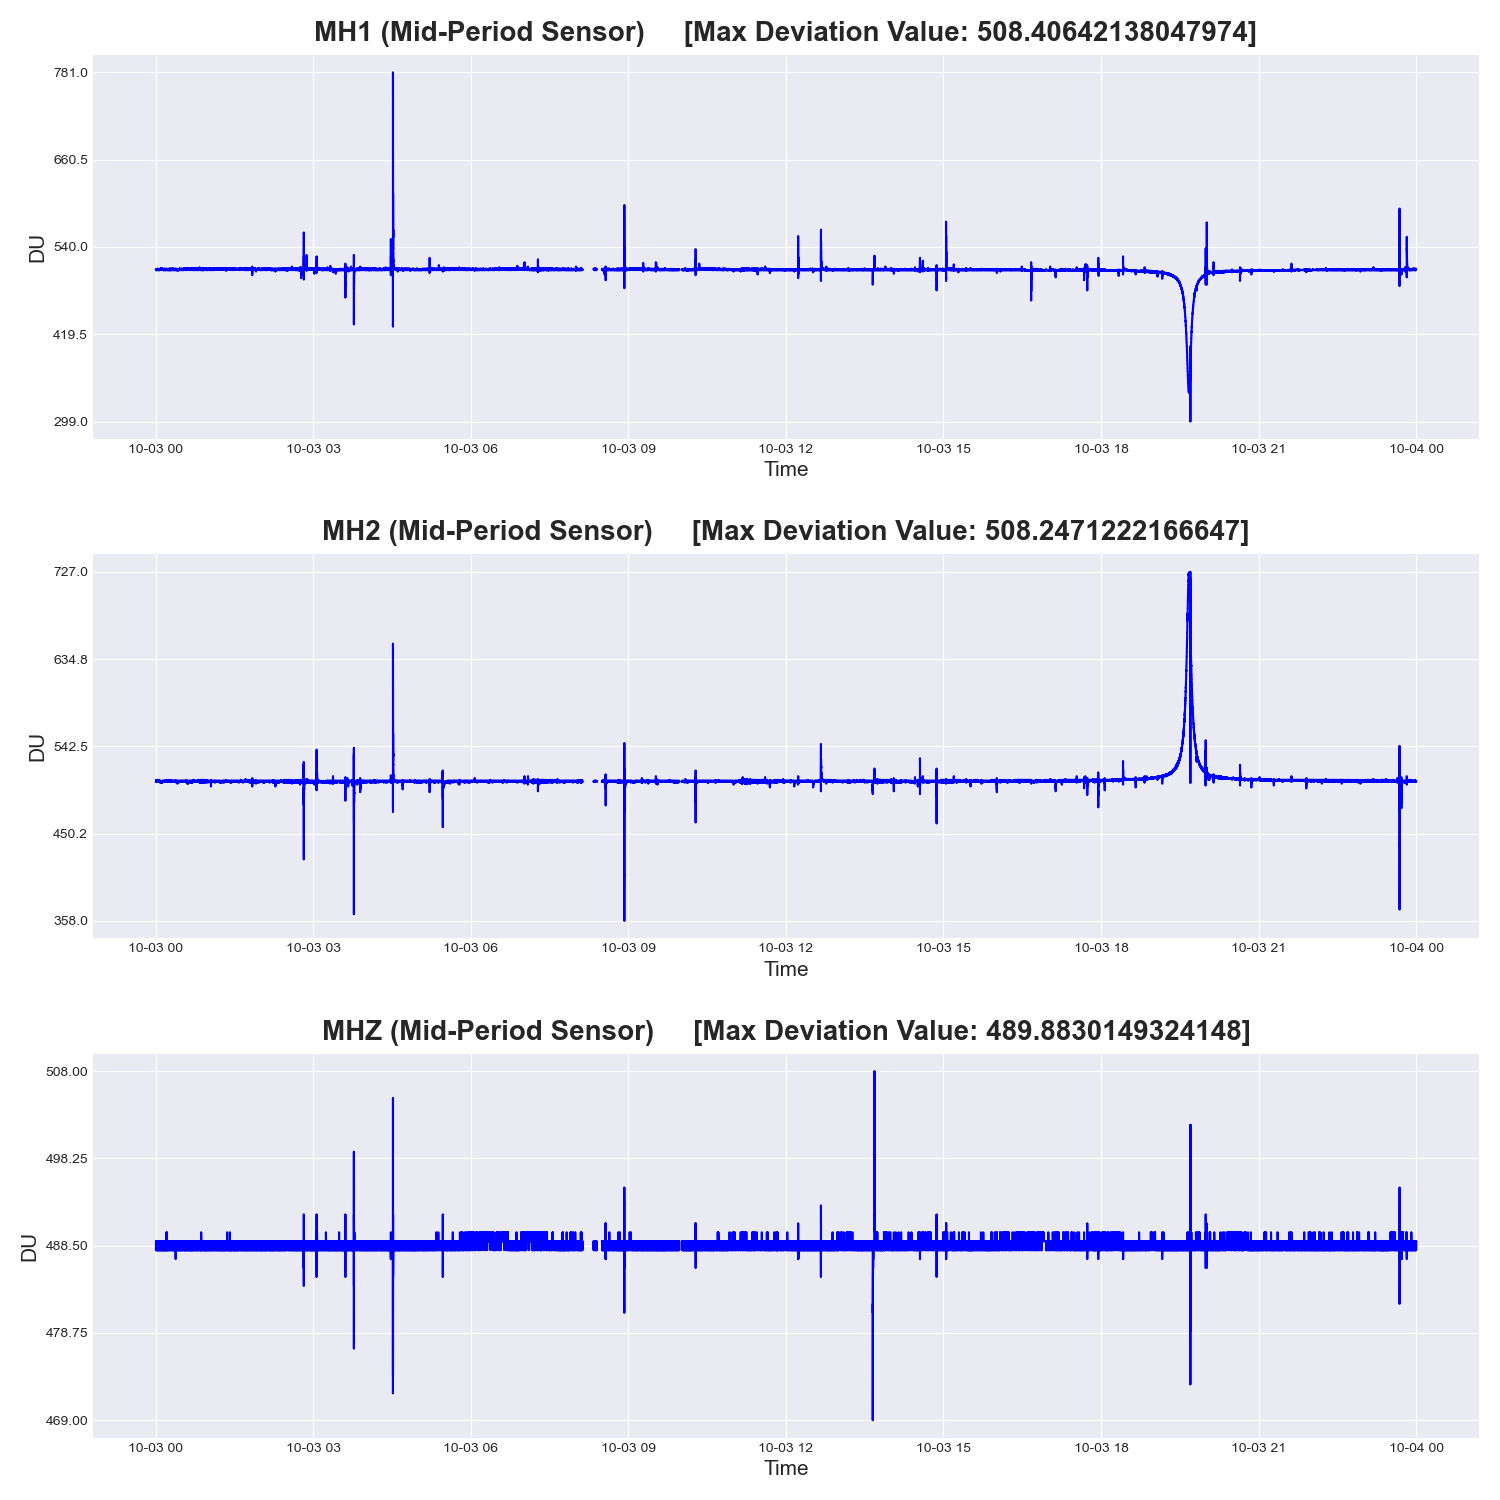 MH1 (Mid-Period Sensor) [Max Deviation Value: 508.40642138047974]
781.0
660.5
540.0
419.5
299.0
DU
10-03 00 10-03 03 10-03 06 10-03 09 10-03 12 10-03 15 10-03 18 10-03 21 10-04 00
Time
MH2 (Mid-Period Sensor) [Max Deviation Value: 508.2471222166647]
727.0
634.8
542.5
450.2
358.0
DU
10-03 00 10-03 03 10-03 06 10-03 09 10-03 12 10-03 15 10-03 18 10-03 21 10-04 00
Time
MHZ (Mid-Period Sensor) [Max Deviation Value: 489.8830149324148]
508.00
498.25
488.50
478.75
469.00
DU
10-03 00 10-03 03 10-03 06 10-03 09 10-03 12 10-03 15 10-03 18 10-03 21 10-04 00
Time